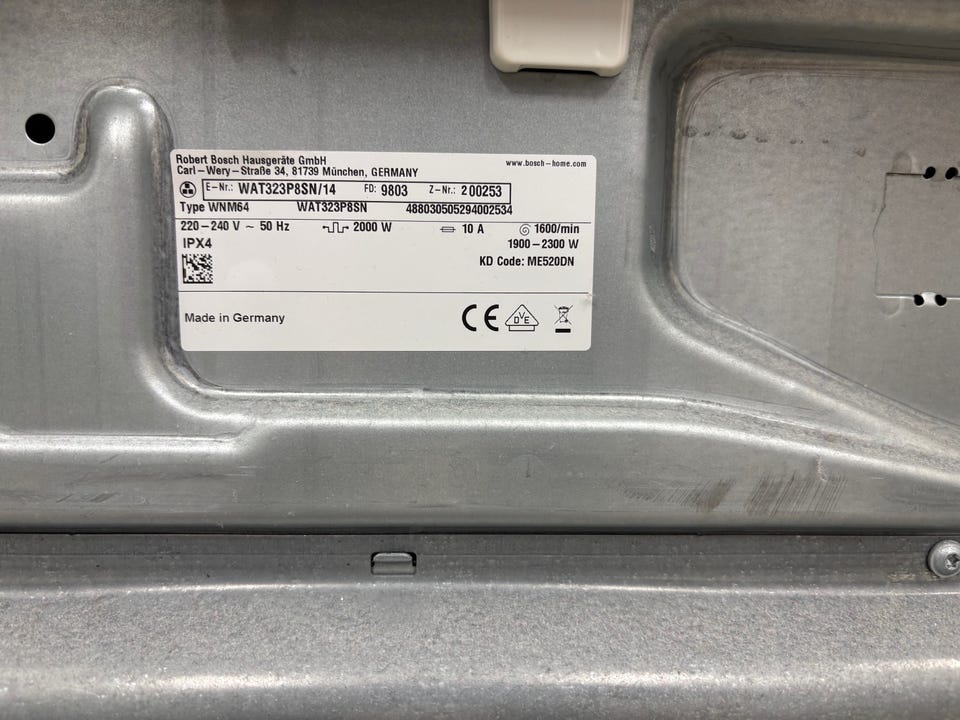 Robert Bosch Hausgeräte GmbH www.bosch-home.com
Carl-Wery-Straße 34, 81739 München, GERMANY
E-Nr.: WAT323P8SN/14 FD: 9803 Z-Nr.: 200253
Type WNM64 WAT323P8SN 488030505294002534
220-240 V ~ 50 Hz 2000 W 10 A 1600/min
IPX4 1900-2300 W
KD Code: ME520DN
Made in Germany CE VDE